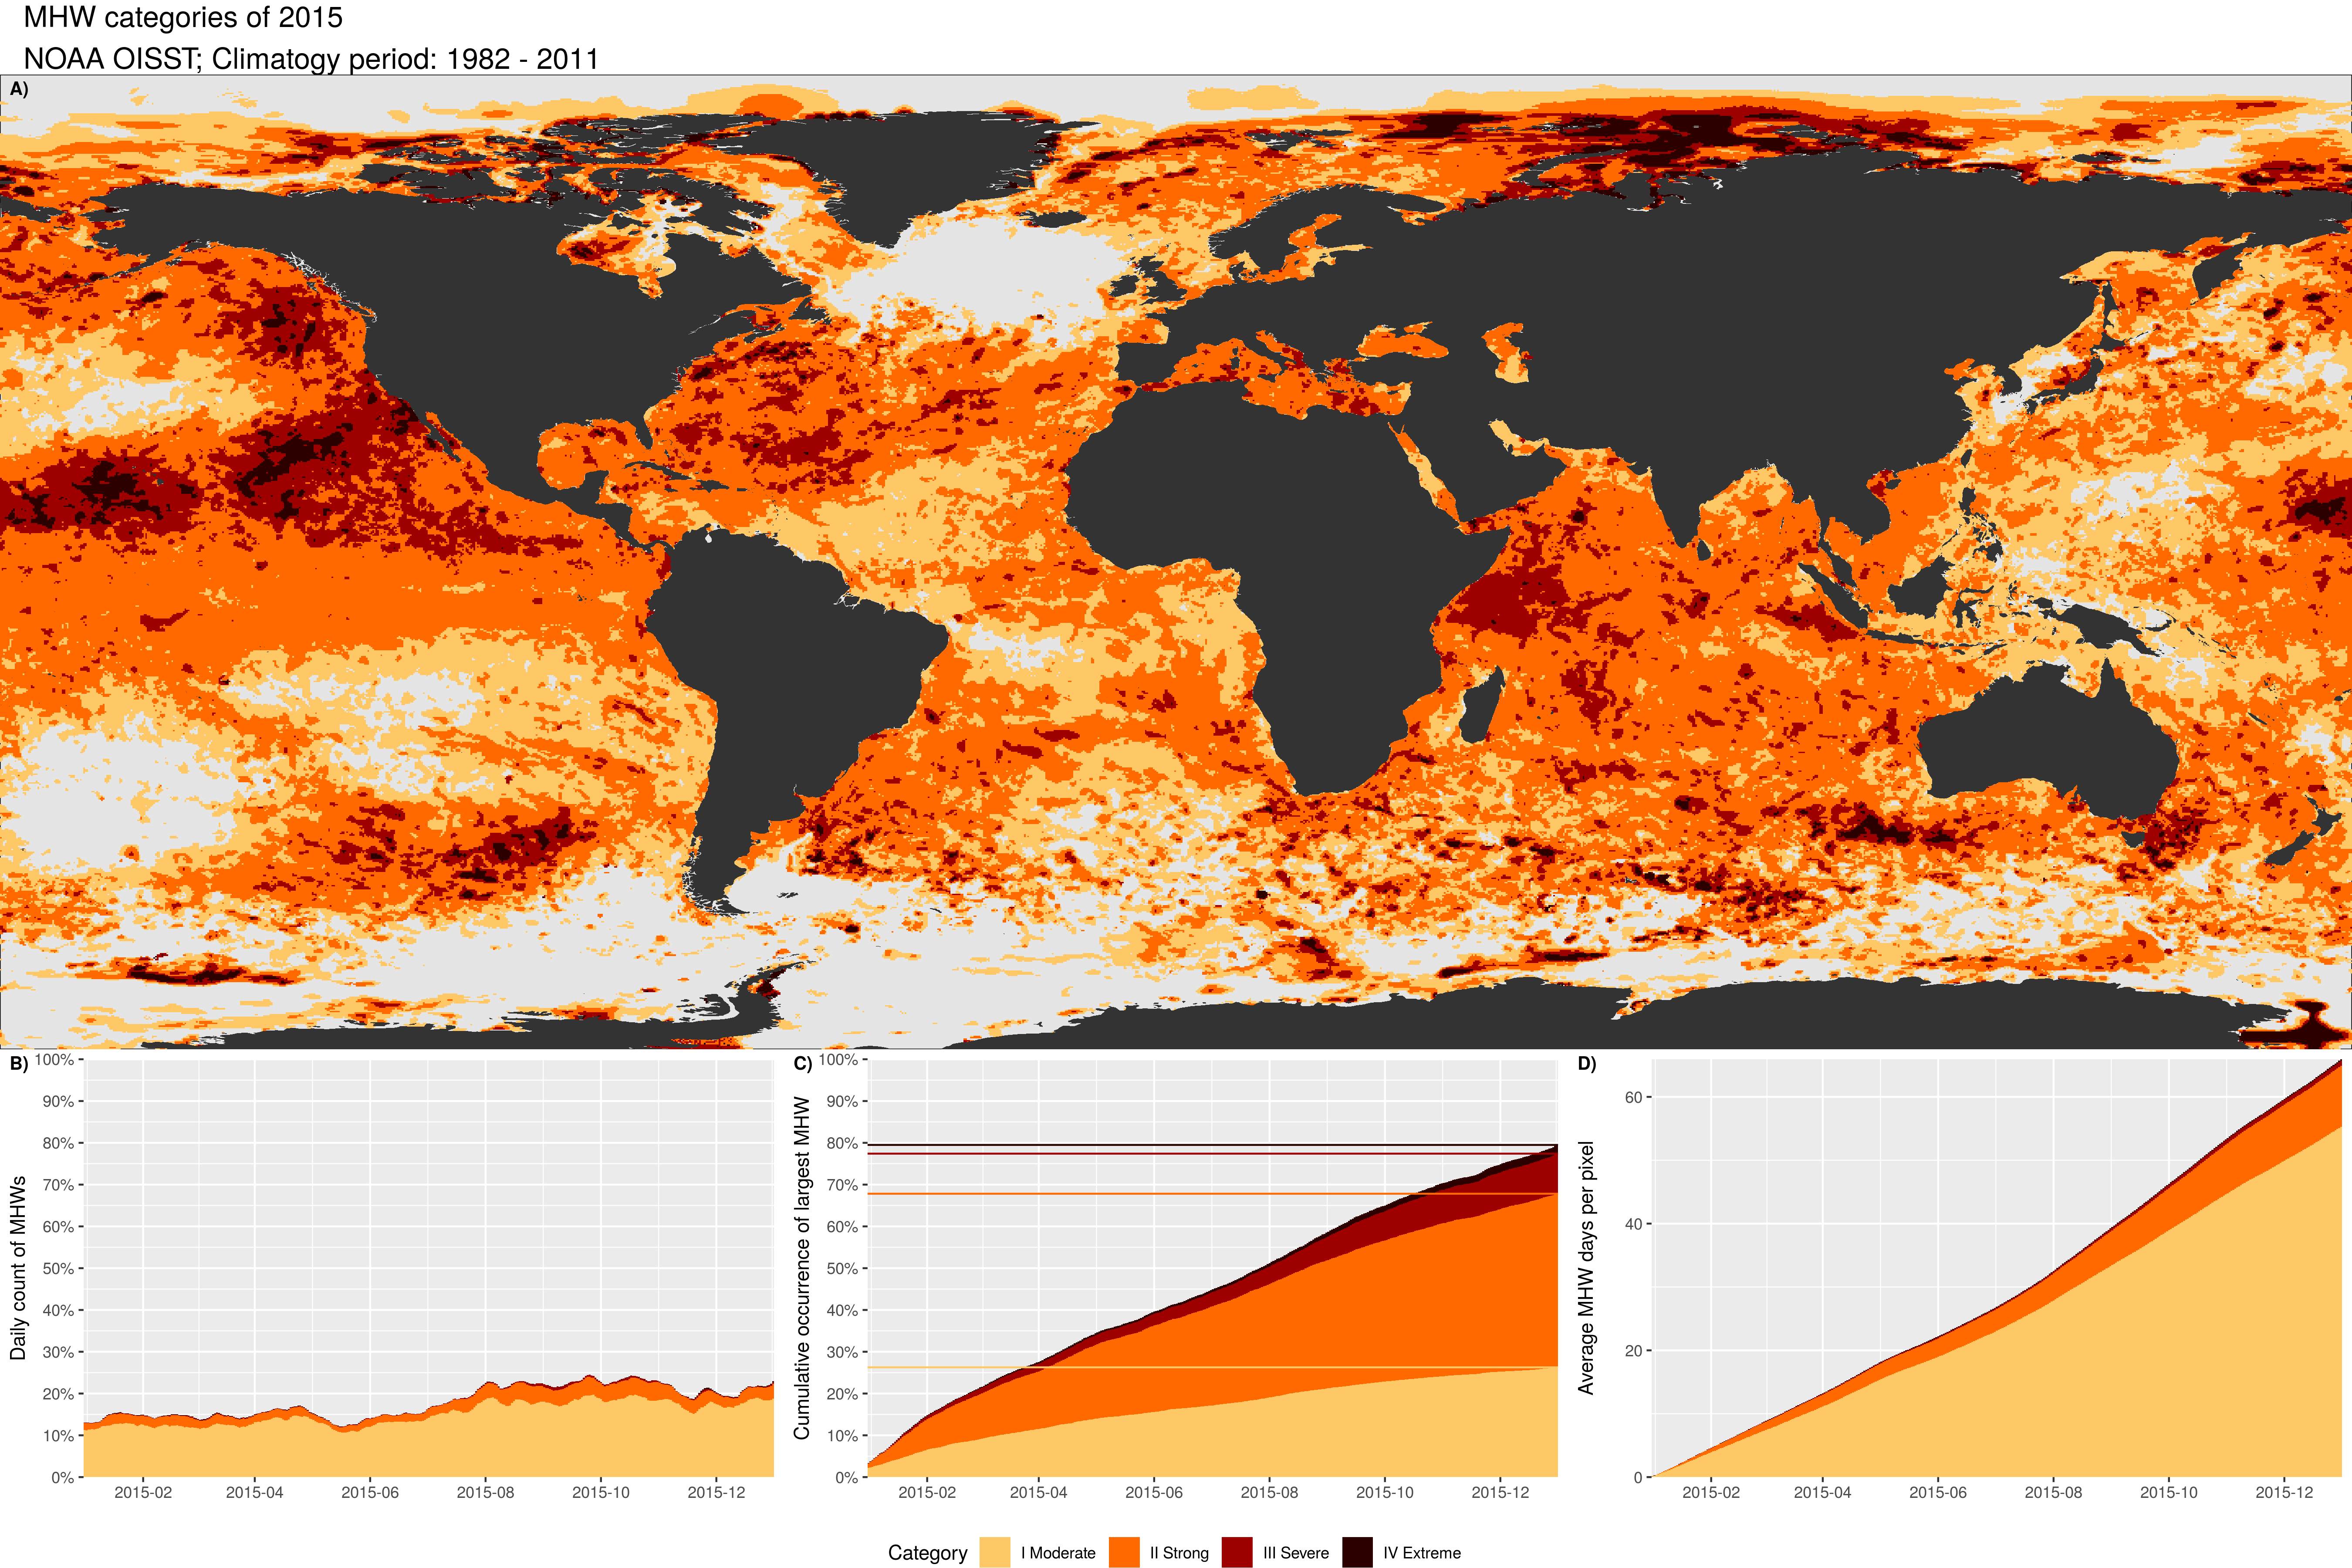 MHW categories of 2015
NOAA OISST; Climatogy period: 1982 - 2011
A)
B)
Daily count of MHWs
100%
90%
80%
70%
60%
50%
40%
30%
20%
10%
0%
2015-02 2015-04 2015-06 2015-08 2015-10 2015-12
C)
Cumulative occurrence of largest MHW
100%
90%
80%
70%
60%
50%
40%
30%
20%
10%
0%
2015-02 2015-04 2015-06 2015-08 2015-10 2015-12
D)
Average MHW days per pixel
60
40
20
0
2015-02 2015-04 2015-06 2015-08 2015-10 2015-12
Category I Moderate II Strong III Severe IV Extreme